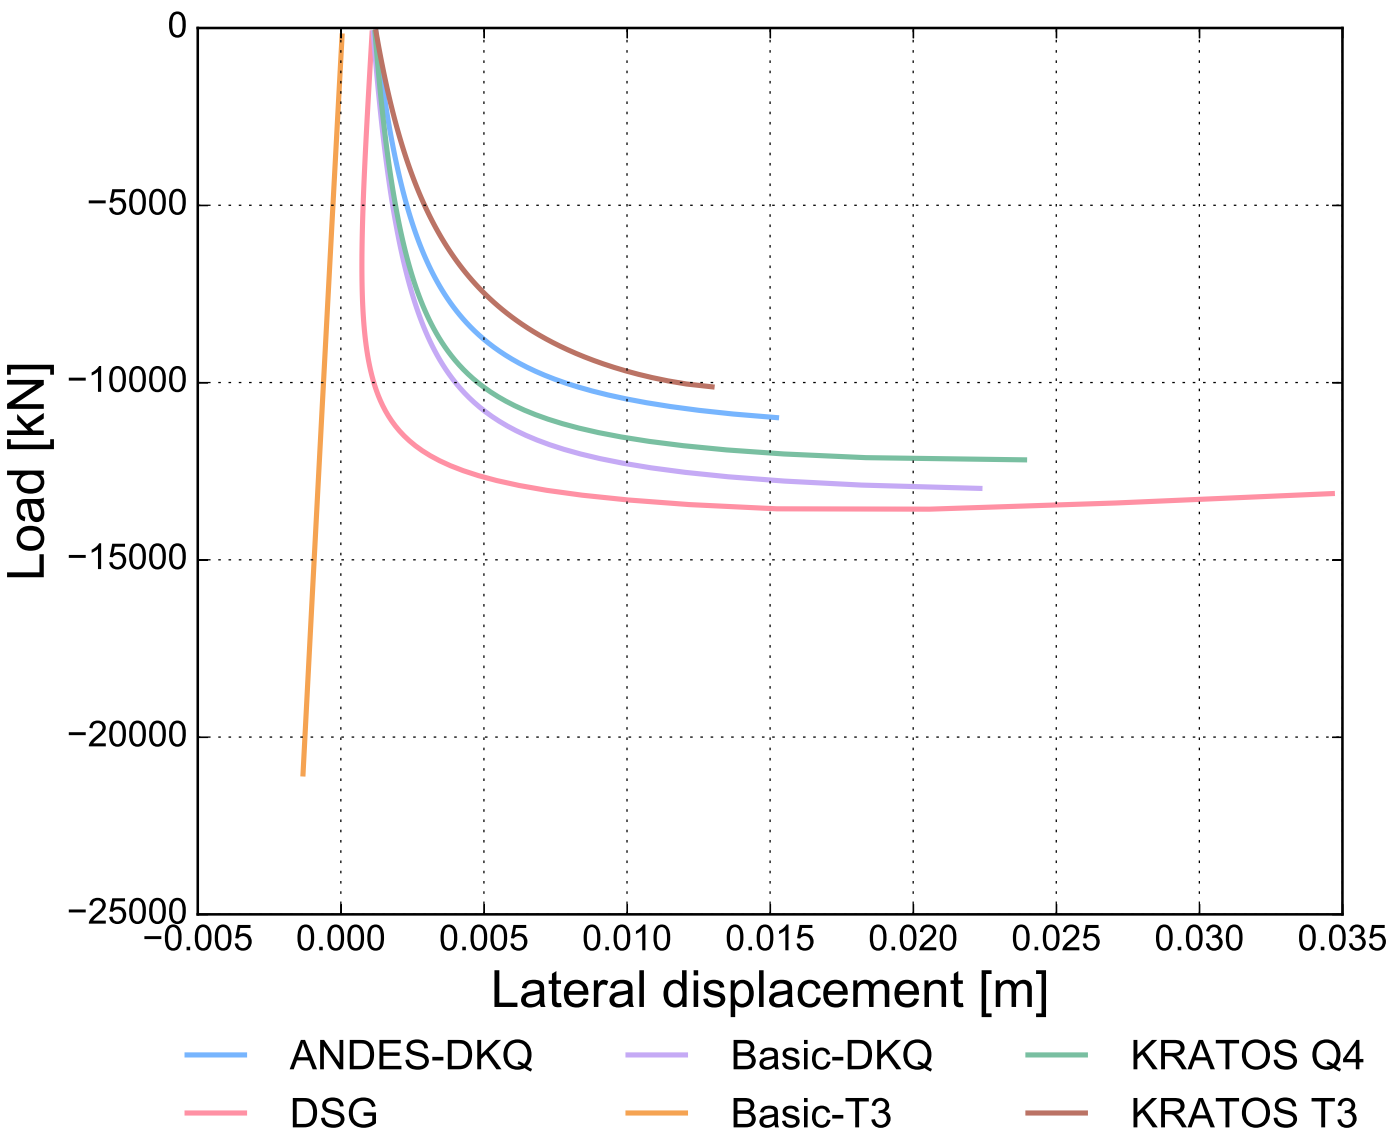 0
−5000
−10000
−15000
−20000
−25000
Load [kN]
−0.005 0.000 0.005 0.010 0.015 0.020 0.025 0.030 0.035
Lateral displacement [m]
ANDES-DKQ Basic-DKQ KRATOS Q4
DSG Basic-T3 KRATOS T3